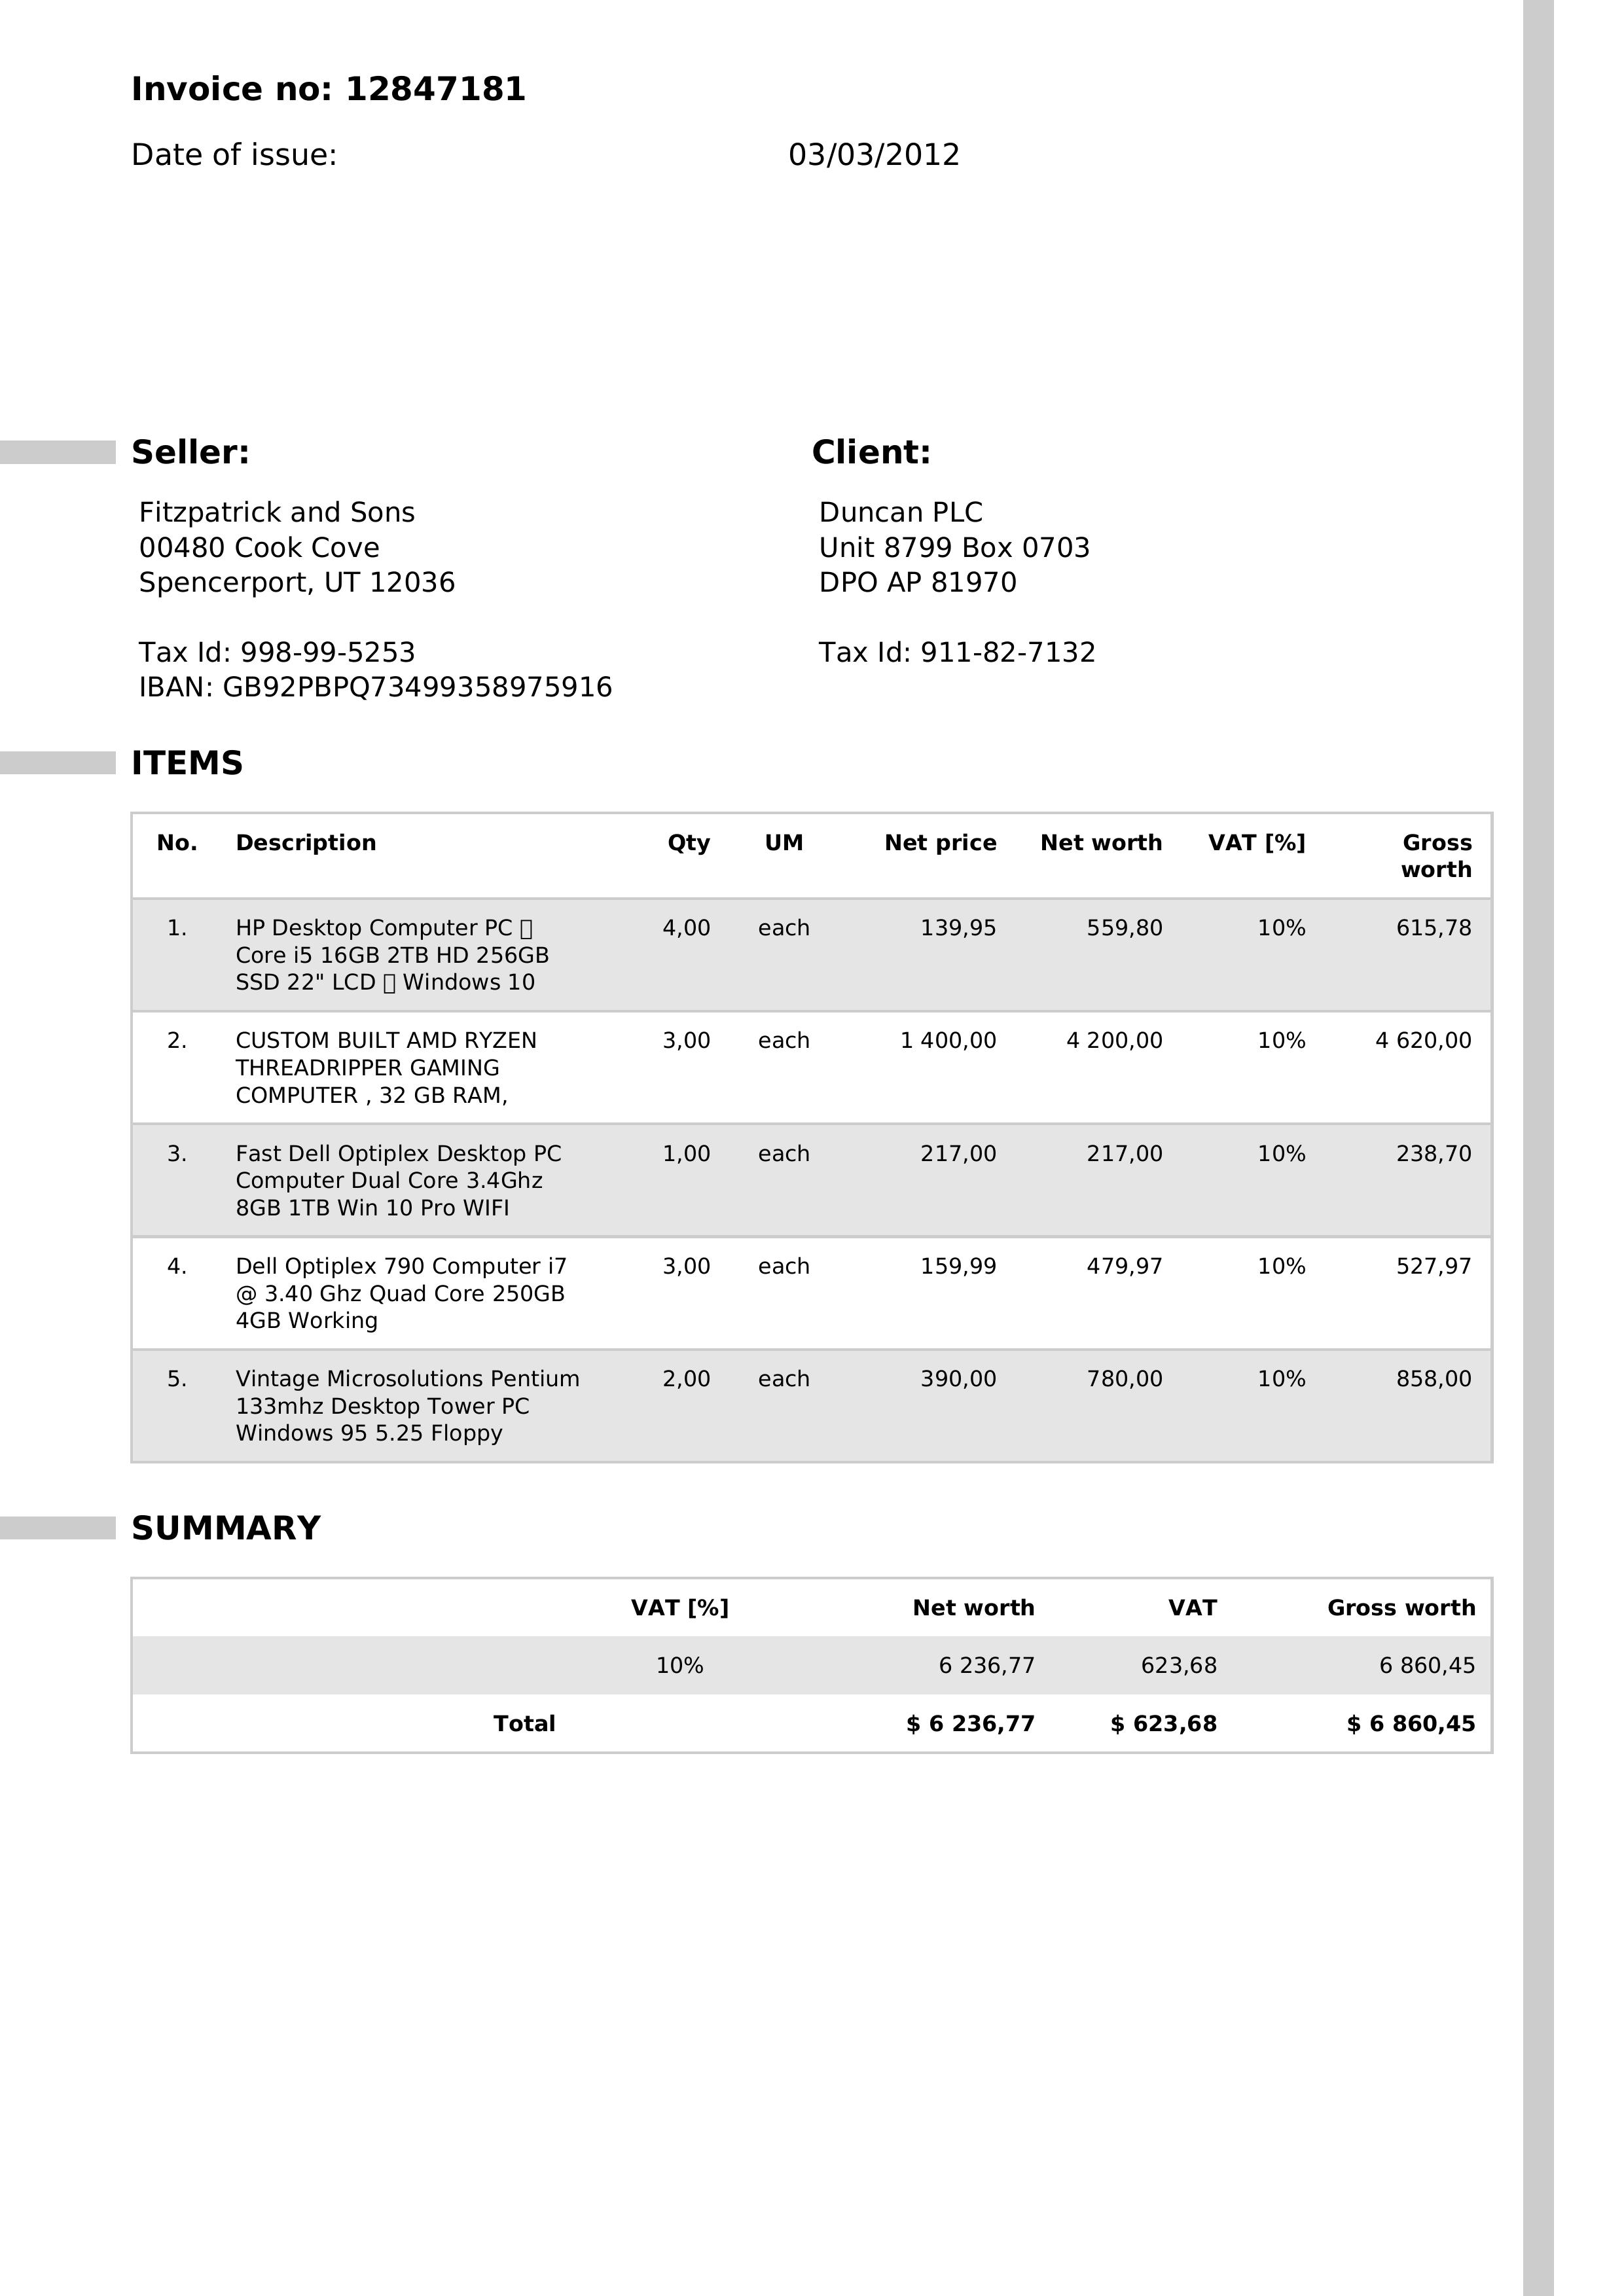 Invoice no: 12847181
Date of issue: 03/03/2012
Seller: Client:
Fitzpatrick and Sons Duncan PLC
00480 Cook Cove Unit 8799 Box 0703
Spencerport, UT 12036 DPO AP 81970
Tax Id: 998-99-5253 Tax Id: 911-82-7132
IBAN: GB92PBPQ73499358975916
ITEMS
No. Description Qty UM Net price Net worth VAT [%] Gross
worth
1. HP Desktop Computer PC ▯ 4,00 each 139,95 559,80 10% 615,78
Core i5 16GB 2TB HD 256GB
SSD 22" LCD ▯ Windows 10
2. CUSTOM BUILT AMD RYZEN 3,00 each 1 400,00 4 200,00 10% 4 620,00
THREADRIPPER GAMING
COMPUTER , 32 GB RAM,
3. Fast Dell Optiplex Desktop PC 1,00 each 217,00 217,00 10% 238,70
Computer Dual Core 3.4Ghz
8GB 1TB Win 10 Pro WIFI
4. Dell Optiplex 790 Computer i7 3,00 each 159,99 479,97 10% 527,97
@ 3.40 Ghz Quad Core 250GB
4GB Working
5. Vintage Microsolutions Pentium 2,00 each 390,00 780,00 10% 858,00
133mhz Desktop Tower PC
Windows 95 5.25 Floppy
SUMMARY
VAT [%] Net worth VAT Gross worth
10% 6 236,77 623,68 6 860,45
Total $ 6 236,77 $ 623,68 $ 6 860,45